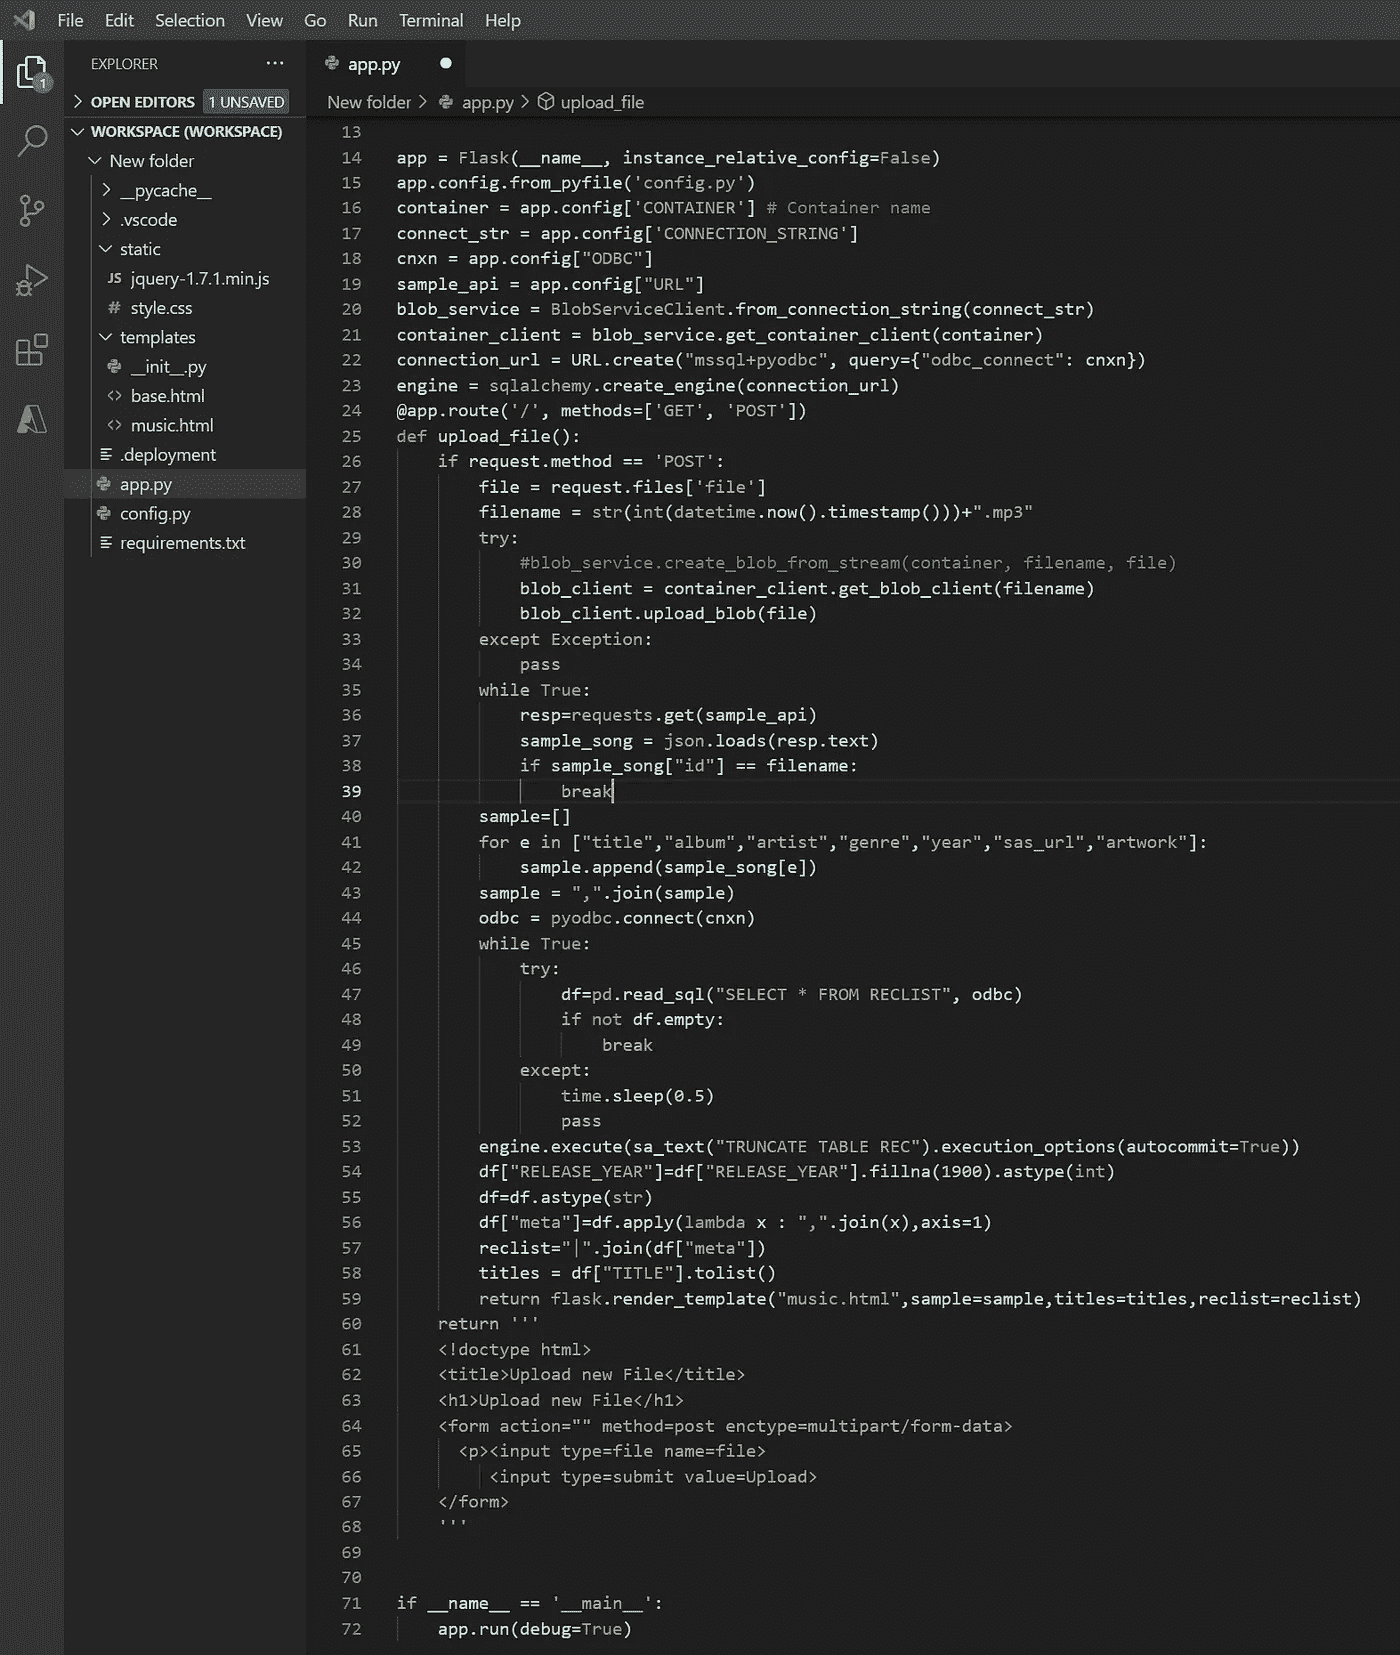 File Edit Selection View Go Run Terminal Help
EXPLORER ...
1
OPEN EDITORS 1 UNSAVED
WORKSPACE (WORKSPACE)
New folder
__pycache__
.vscode
static
JS jquery-1.7.1.min.js
# style.css
templates
__init__.py
<> base.html
<> music.html
.deployment
app.py
config.py
requirements.txt
app.py
New folder > app.py > upload_file
13
14 app = Flask(__name__, instance_relative_config=False)
15 app.config.from_pyfile('config.py')
16 container = app.config['CONTAINER'] # Container name
17 connect_str = app.config['CONNECTION_STRING']
18 cnxn = app.config["ODBC"]
19 sample_api = app.config["URL"]
20 blob_service = BlobServiceClient.from_connection_string(connect_str)
21 container_client = blob_service.get_container_client(container)
22 connection_url = URL.create("mssql+pyodbc", query={"odbc_connect": cnxn})
23 engine = sqlalchemy.create_engine(connection_url)
24 @app.route('/', methods=['GET', 'POST'])
25 def upload_file():
26     if request.method == 'POST':
27         file = request.files['file']
28         filename = str(int(datetime.now().timestamp()))+".mp3"
29         try:
30             #blob_service.create_blob_from_stream(container, filename, file)
31             blob_client = container_client.get_blob_client(filename)
32             blob_client.upload_blob(file)
33         except Exception:
34             pass
35         while True:
36             resp=requests.get(sample_api)
37             sample_song = json.loads(resp.text)
38             if sample_song["id"] == filename:
39                 break
40         sample=[]
41         for e in ["title","album","artist","genre","year","sas_url","artwork"]:
42             sample.append(sample_song[e])
43         sample = ",".join(sample)
44         odbc = pyodbc.connect(cnxn)
45         while True:
46             try:
47                 df=pd.read_sql("SELECT * FROM RECLIST", odbc)
48                 if not df.empty:
49                     break
50             except:
51                 time.sleep(0.5)
52                 pass
53         engine.execute(sa_text("TRUNCATE TABLE REC").execution_options(autocommit=True))
54         df["RELEASE_YEAR"]=df["RELEASE_YEAR"].fillna(1900).astype(int)
55         df=df.astype(str)
56         df["meta"]=df.apply(lambda x : ",".join(x),axis=1)
57         reclist="|".join(df["meta"])
58         titles = df["TITLE"].tolist()
59         return flask.render_template("music.html",sample=sample,titles=titles,reclist=reclist)
60     return '''
61     <!doctype html>
62     <title>Upload new File</title>
63     <h1>Upload new File</h1>
64     <form action="" method=post enctype=multipart/form-data>
65       <p><input type=file name=file>
66          <input type=submit value=Upload>
67     </form>
68     '''
69
70
71 if __name__ == '__main__':
72     app.run(debug=True)